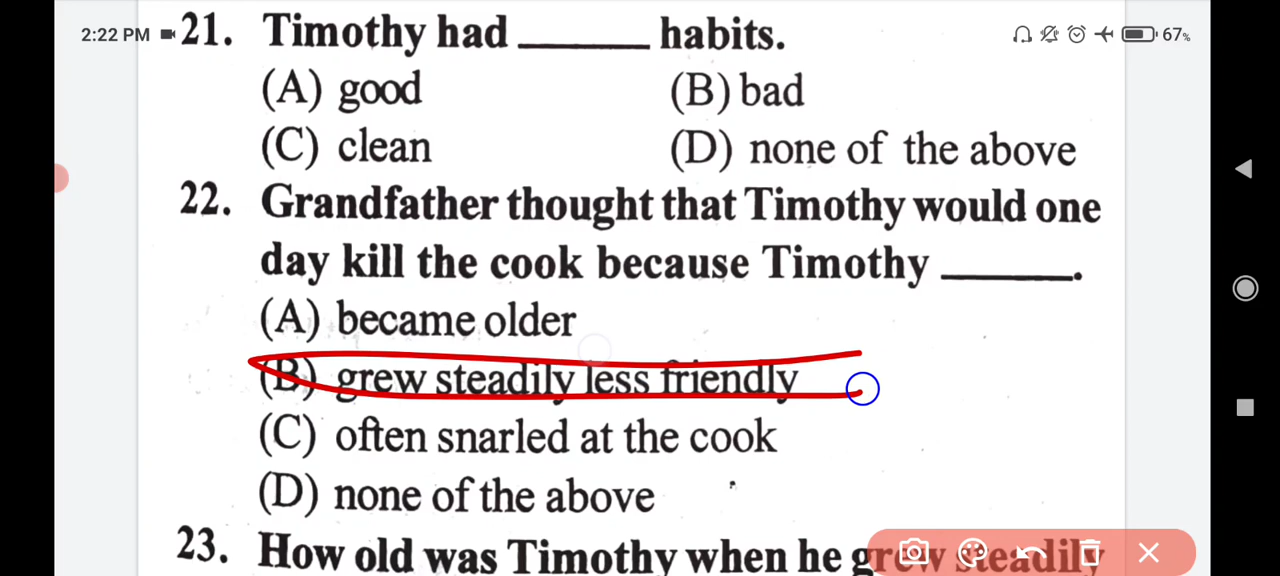 2:22 PM
67%
21. Timothy had ______ habits.
(A) good (B) bad
(C) clean (D) none of the above
22. Grandfather thought that Timothy would one
day kill the cook because Timothy ______.
(A) became older
(B) grew steadily less friendly
(C) often snarled at the cook
(D) none of the above
23. How old was Timothy when he grew steadily